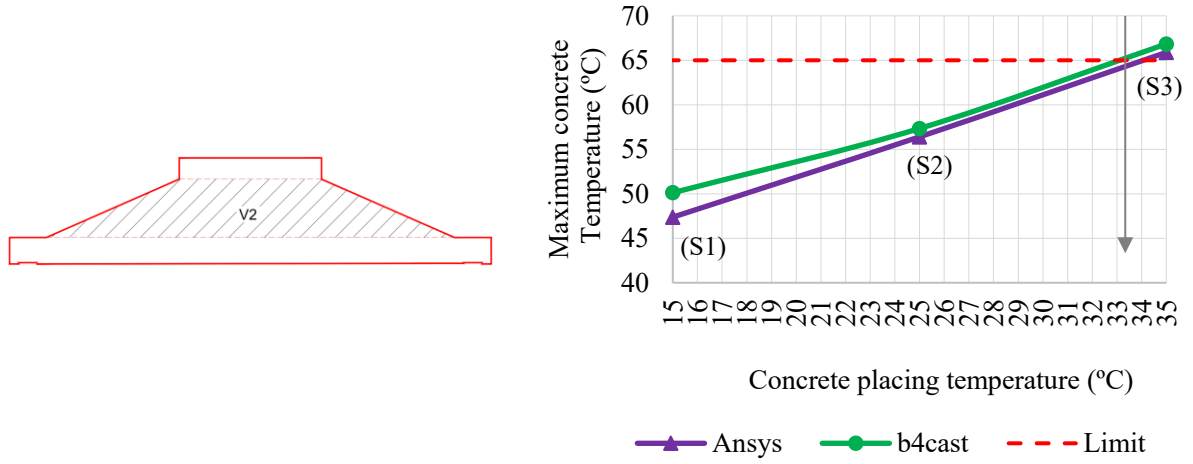 V2
Maximum concrete
Temperature (ºC)
70
65
60
55
50
45
40
(S1)
(S2)
(S3)
15 16 17 18 19 20 21 22 23 24 25 26 27 28 29 30 31 32 33 34 35
Concrete placing temperature (ºC)
Ansys b4cast Limit